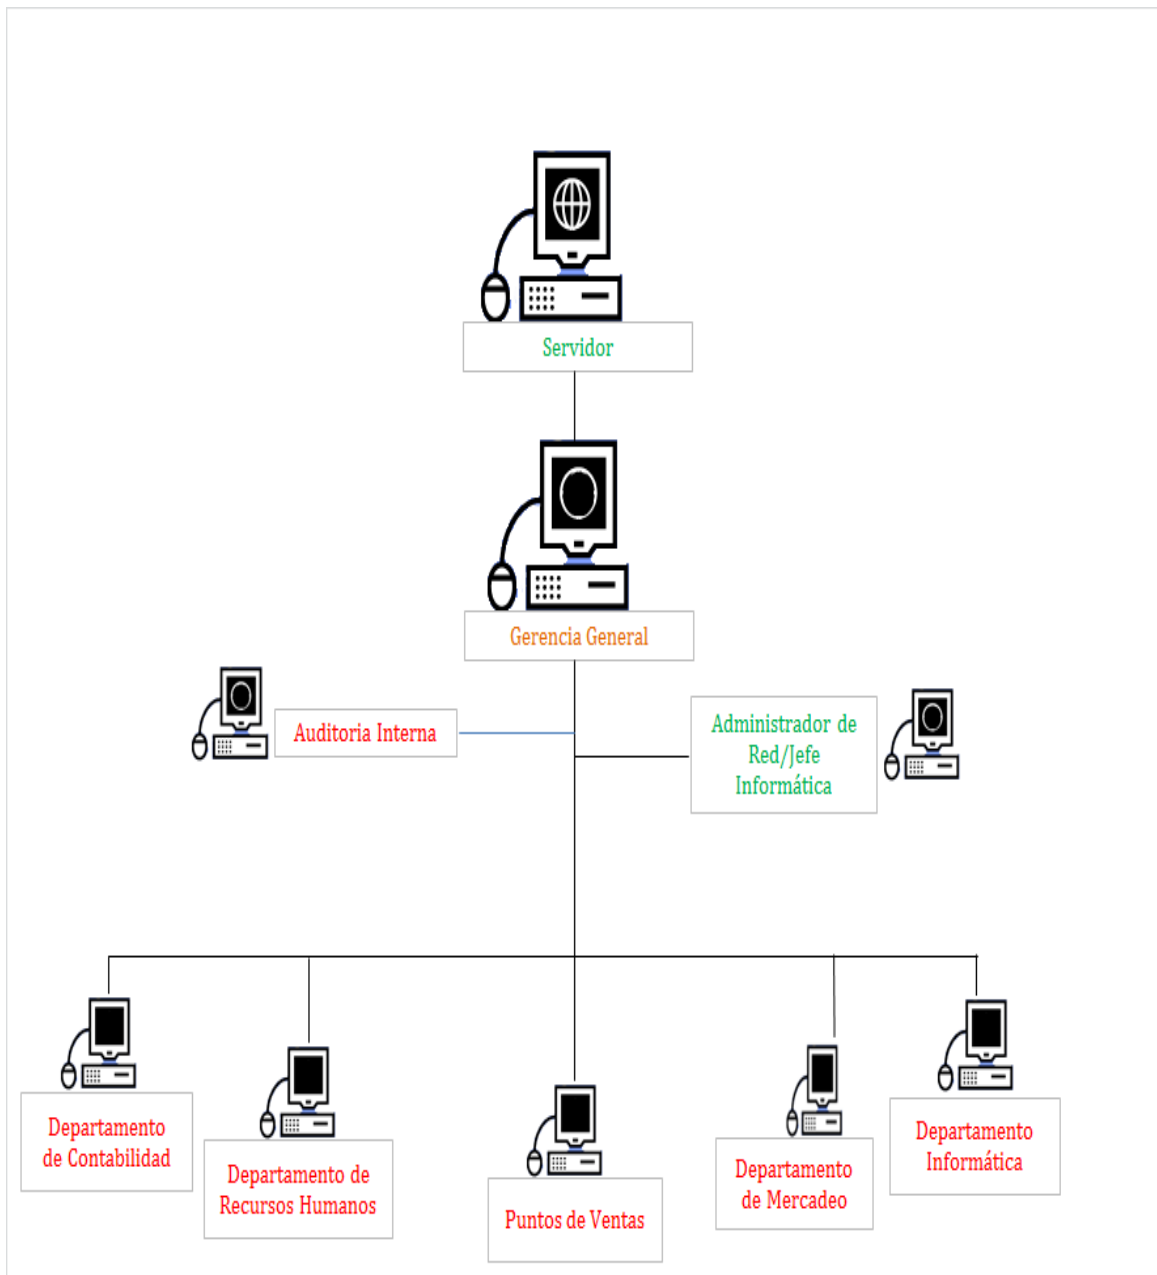 Servidor
Gerencia General
Auditoria Interna
Administrador de
Red/Jefe
Informática
Departamento
de Contabilidad
Departamento de
Recursos Humanos
Puntos de Ventas
Departamento
de Mercadeo
Departamento
Informática